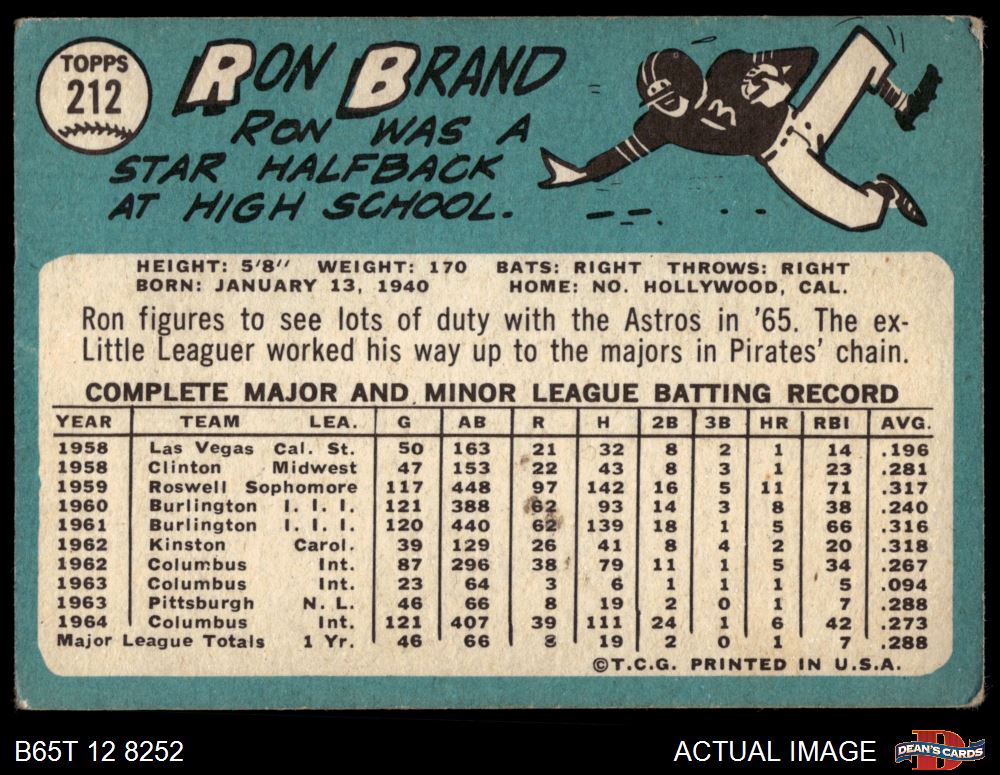 TOPPS
212
RON BRAND
RON WAS A
STAR HALFBACK
AT HIGH SCHOOL.
HEIGHT: 5'8" WEIGHT: 170 BATS: RIGHT THROWS: RIGHT
BORN: JANUARY 13, 1940 HOME: NO. HOLLYWOOD, CAL.
Ron figures to see lots of duty with the Astros in '65. The ex-
Little Leaguer worked his way up to the majors in Pirates' chain.
COMPLETE MAJOR AND MINOR LEAGUE BATTING RECORD
YEAR TEAM LEA. G AB R H 2B 3B HR RBI AVG.
1958 Las Vegas Cal. St. 50 163 21 32 8 2 1 14 .196
1958 Clinton Midwest 47 153 22 43 8 3 1 23 .281
1959 Roswell Sophomore 117 448 97 142 16 5 11 71 .317
1960 Burlington I. I. I. 121 388 62 93 14 3 8 38 .240
1961 Burlington I. I. I. 120 440 62 139 18 1 5 66 .316
1962 Kinston Carol. 39 129 26 41 8 4 2 20 .318
1962 Columbus Int. 87 296 38 79 11 1 5 34 .267
1963 Columbus Int. 23 64 3 6 1 1 1 5 .094
1963 Pittsburgh N. L. 46 66 8 19 2 0 1 7 .288
1964 Columbus Int. 121 407 39 111 24 1 6 42 .273
Major League Totals 1 Yr. 46 66 8 19 2 0 1 7 .288
©T.C.G. PRINTED IN U.S.A.
B65T 12 8252 ACTUAL IMAGE DEAN'S CARDS